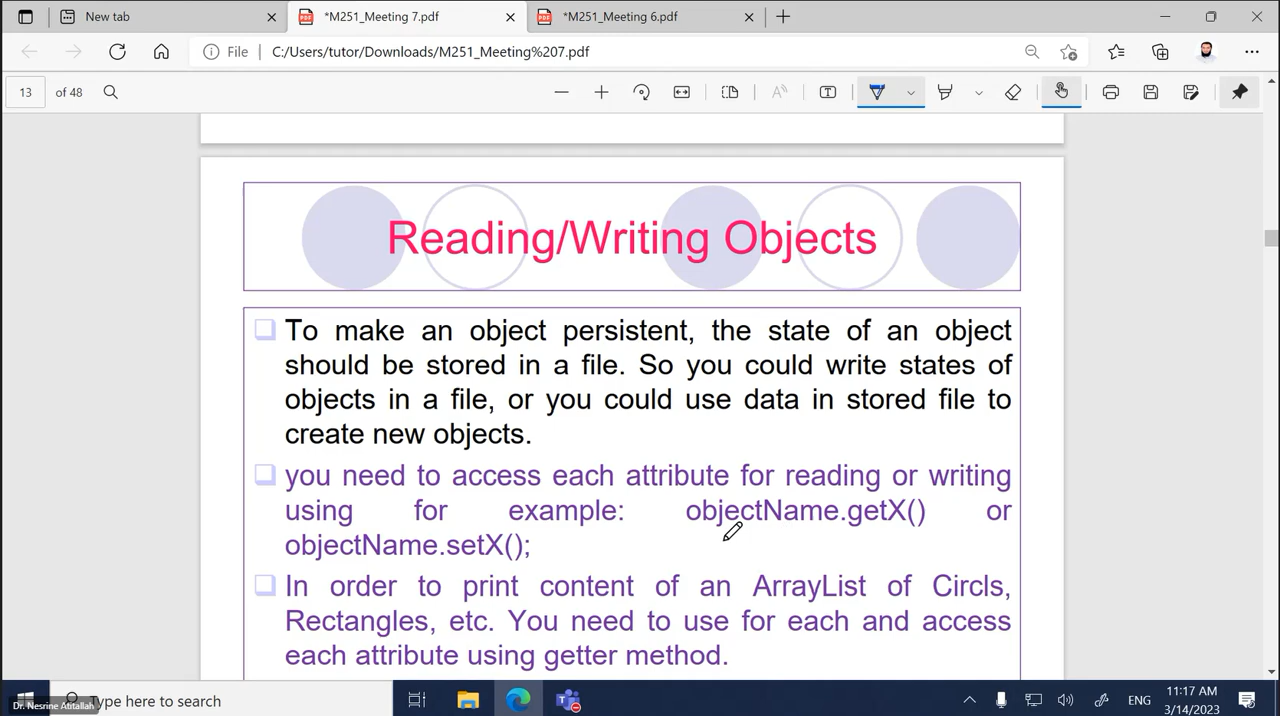 New tab
*M251_Meeting 7.pdf
*M251_Meeting 6.pdf
File
C:/Users/tutor/Downloads/M251_Meeting%207.pdf
13
of 48
Reading/Writing Objects
To make an object persistent, the state of an object
should be stored in a file. So you could write states of
objects in a file, or you could use data in stored file to
create new objects.
you need to access each attribute for reading or writing
using for example: objectName.getX() or
objectName.setX();
In order to print content of an ArrayList of Circls,
Rectangles, etc. You need to use for each and access
each attribute using getter method.
Type here to search
Dr. Nesrine Atitallah
ENG
11:17 AM
3/14/2023